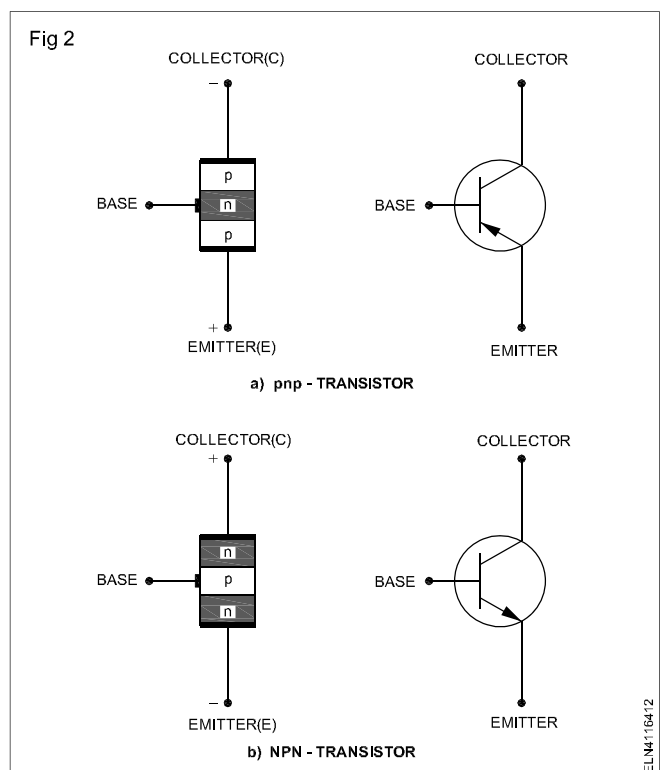 Fig 2
COLLECTOR(C)
COLLECTOR
–
p
BASE
n
BASE
p
+
EMITTER(E)
EMITTER
a) pnp - TRANSISTOR
COLLECTOR(C)
COLLECTOR
+
n
BASE
p
BASE
n
–
EMITTER(E)
EMITTER
b) NPN - TRANSISTOR
ELN4116412